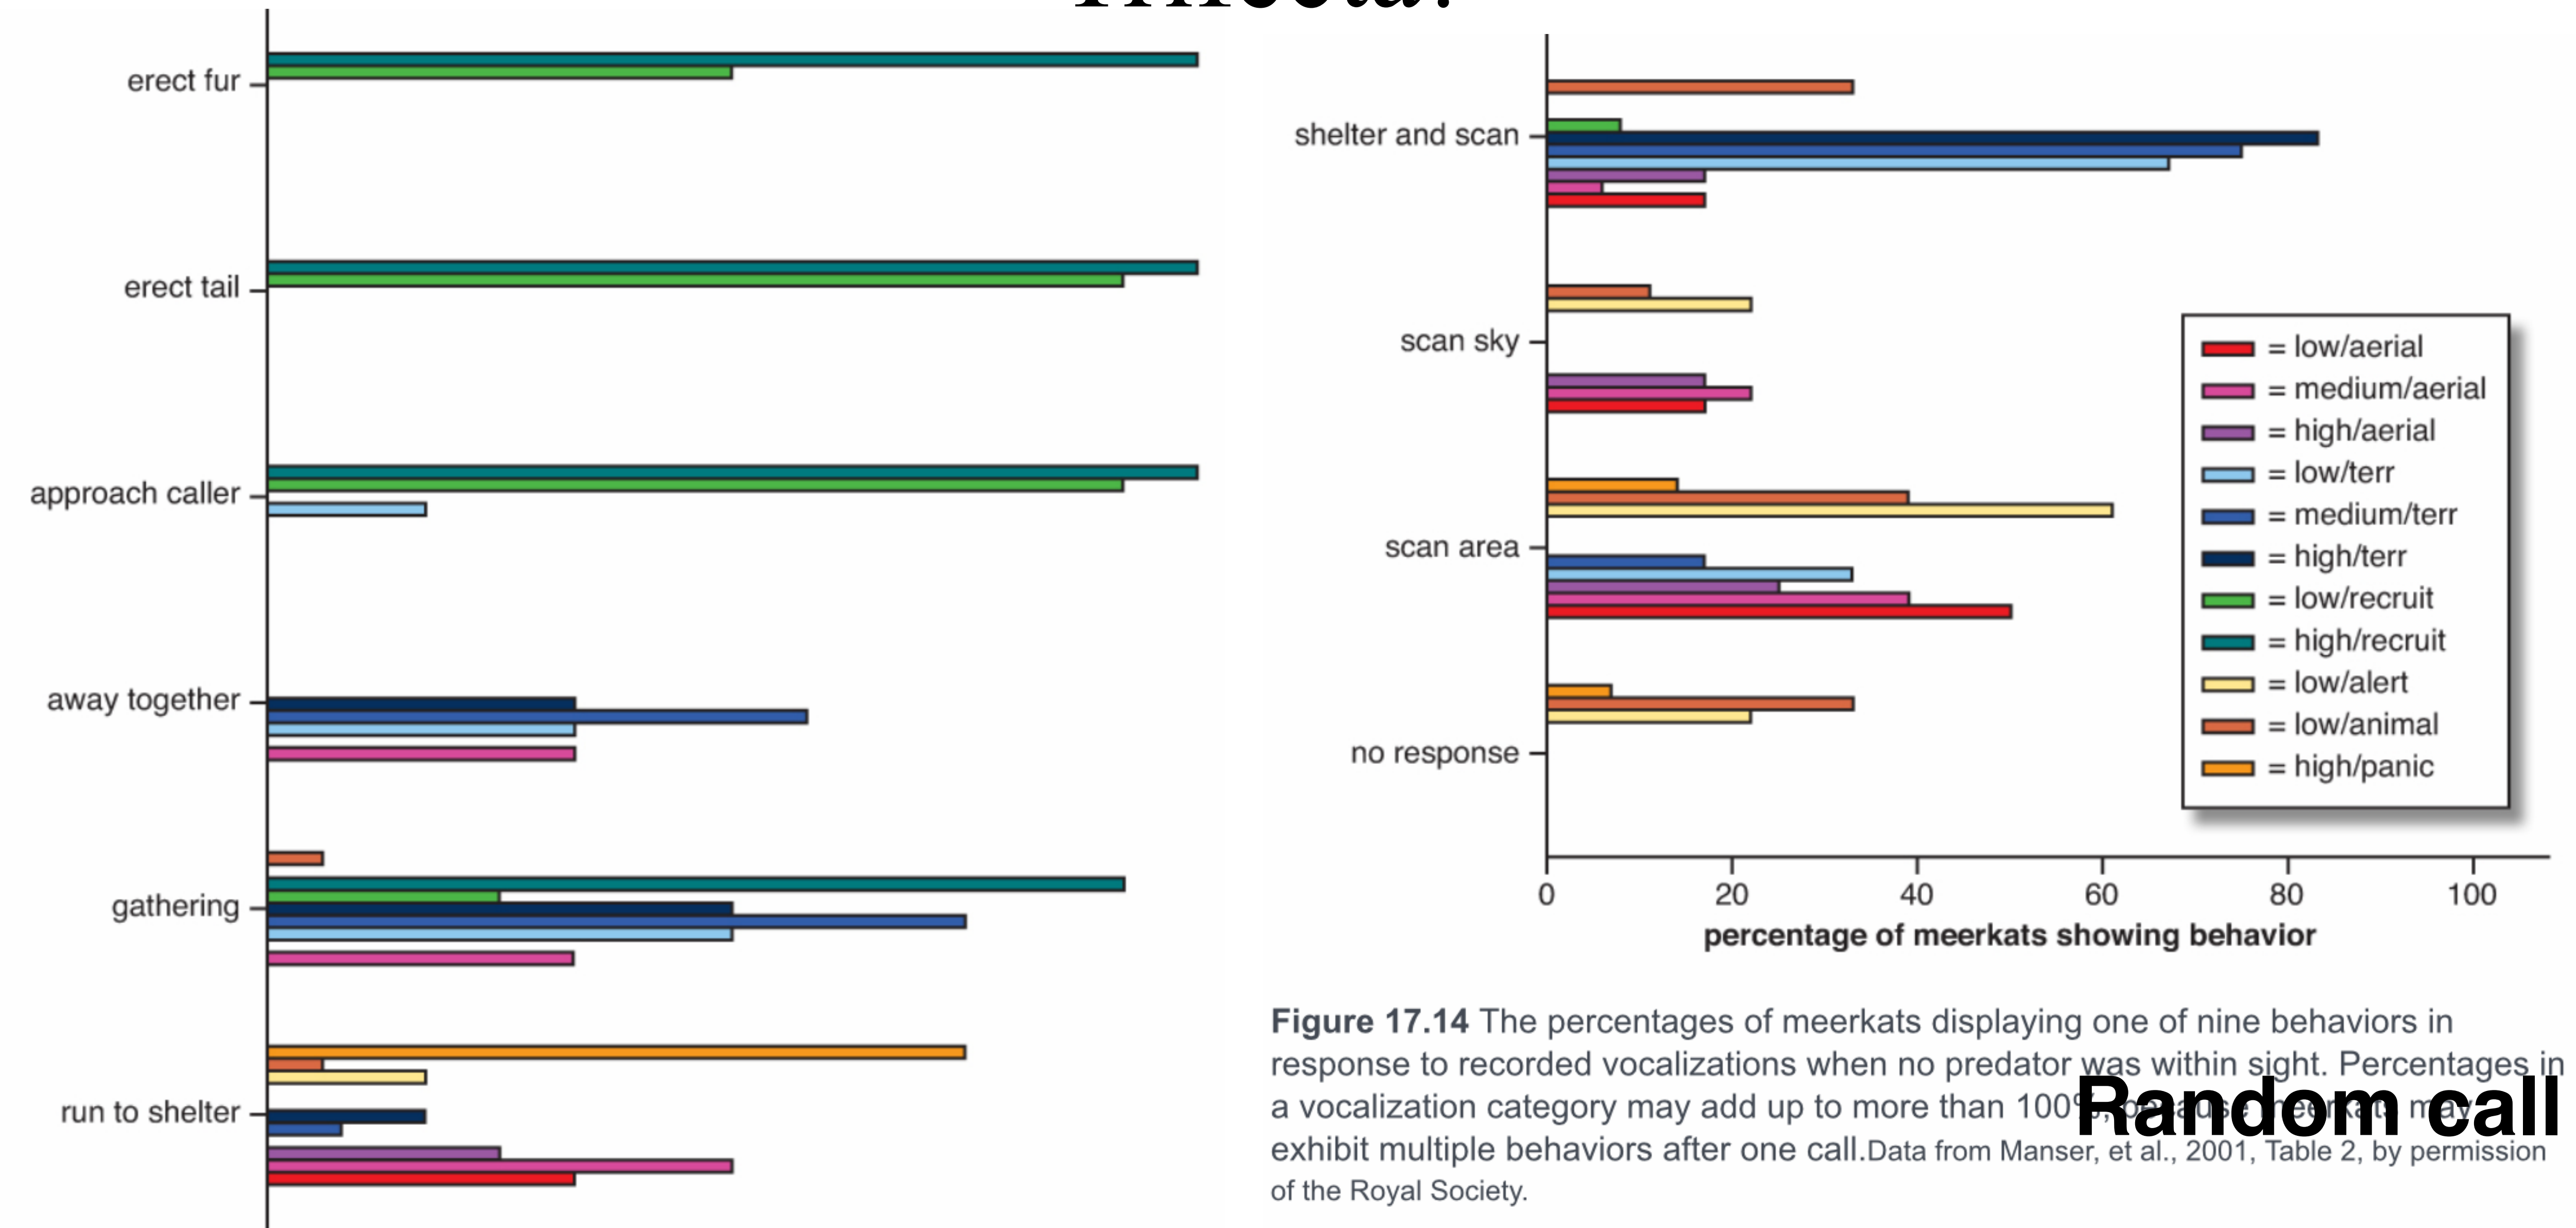 erect fur
erect tail
approach caller
away together
gathering
run to shelter
shelter and scan
scan sky
scan area
no response
= low/aerial
= medium/aerial
= high/aerial
= low/terr
= medium/terr
= high/terr
= low/recruit
= high/recruit
= low/alert
= low/animal
= high/panic
0 20 40 60 80 100
percentage of meerkats showing behavior
Figure 17.14 The percentages of meerkats displaying one of nine behaviors in
response to recorded vocalizations when no predator was within sight. Percentages in
a vocalization category may add up to more than 100%, because meerkats may
exhibit multiple behaviors after one call.Data from Manser, et al., 2001, Table 2, by permission
of the Royal Society.
Random call